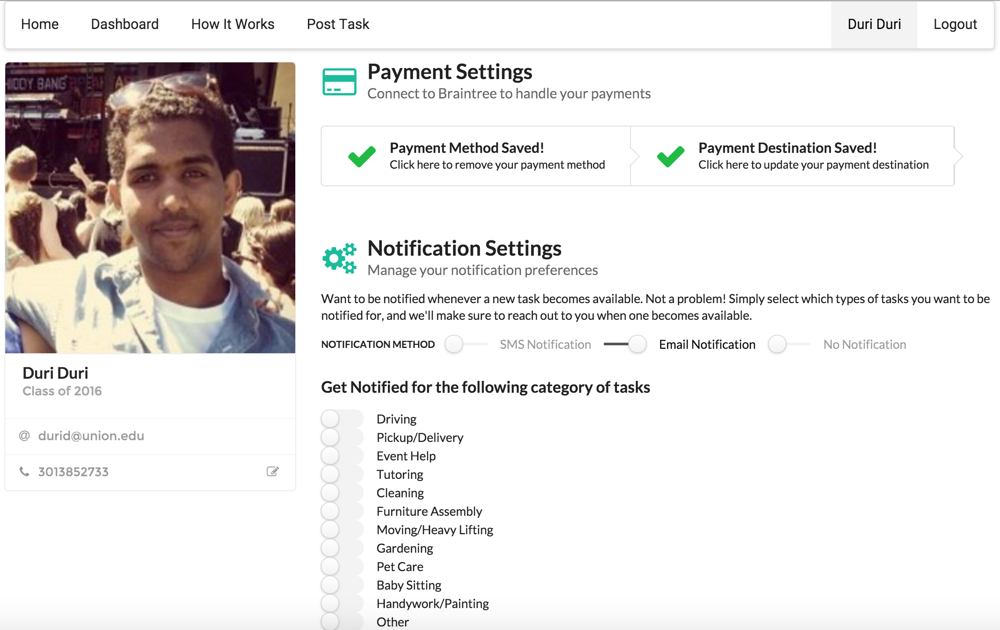 Home Dashboard How It Works Post Task Duri Duri Logout
HIDDY BANG
Duri Duri
Class of 2016
@ durid@union.edu
3013852733
Payment Settings
Connect to Braintree to handle your payments
Payment Method Saved!
Click here to remove your payment method
Payment Destination Saved!
Click here to update your payment destination
Notification Settings
Manage your notification preferences
Want to be notified whenever a new task becomes available. Not a problem! Simply select which types of tasks you want to be
notified for, and we'll make sure to reach out to you when one becomes available.
NOTIFICATION METHOD SMS Notification Email Notification No Notification
Get Notified for the following category of tasks
Driving
Pickup/Delivery
Event Help
Tutoring
Cleaning
Furniture Assembly
Moving/Heavy Lifting
Gardening
Pet Care
Baby Sitting
Handywork/Painting
Other